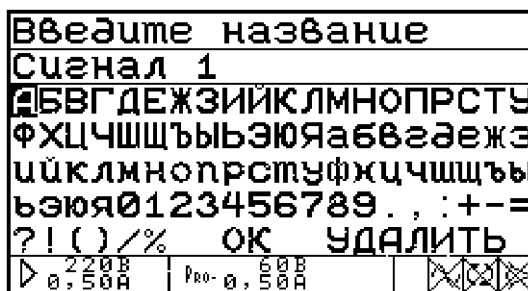 Введите название
Сигнал 1
АБВГДЕЖЗИЙКЛМНОПРСТУ
ФХЦЧШЩЪЫЬЭЮЯабвгдежз
ийклмнопрстуфхцчшщъы
ьэюя0123456789.,:+-=
?!()/% ОК УДАЛИТЬ
220В 0,50А PRO- 60В 0,50А